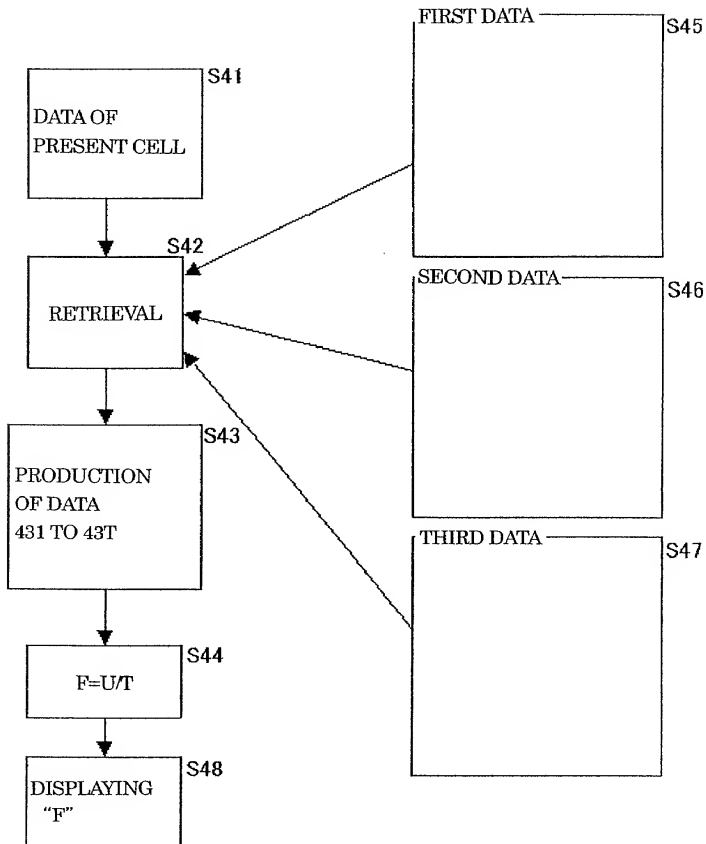 S41
DATA OF
PRESENT CELL
S42
RETRIEVAL
S43
PRODUCTION
OF DATA
431 TO 43T
S44
F=U/T
S48
DISPLAYING
“F”
FIRST DATA
S45
SECOND DATA
S46
THIRD DATA
S47